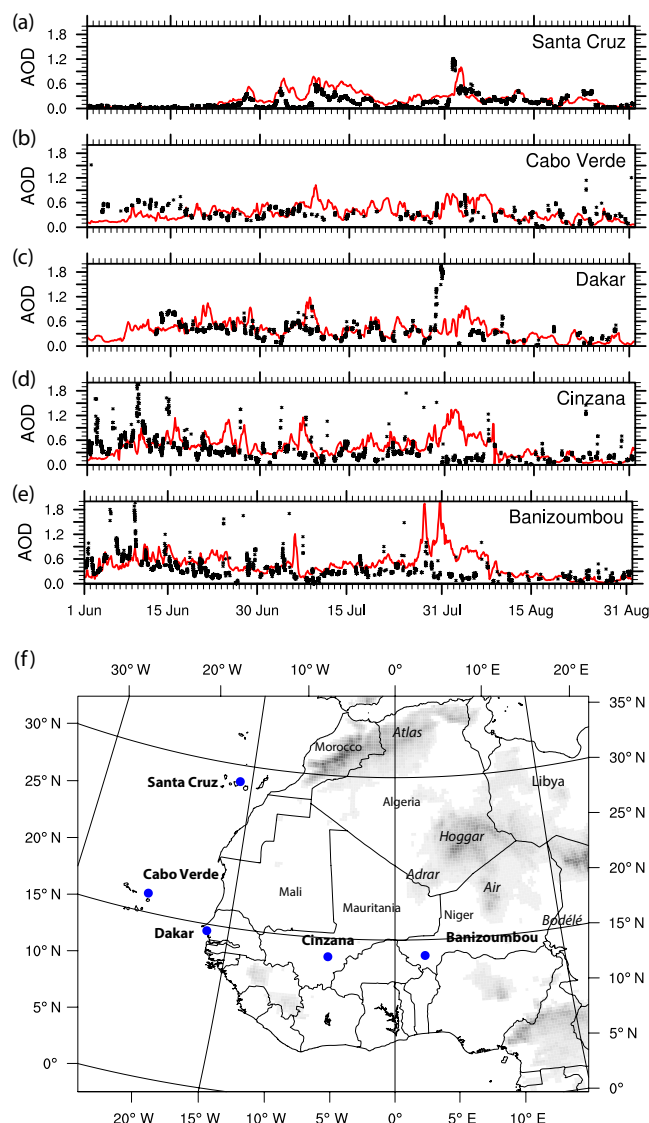 (a)
AOD
1.8
1.2
0.6
0.0
Santa Cruz
(b)
AOD
1.8
1.2
0.6
0.0
Cabo Verde
(c)
AOD
1.8
1.2
0.6
0.0
Dakar
(d)
AOD
1.8
1.2
0.6
0.0
Cinzana
(e)
AOD
1.8
1.2
0.6
0.0
Banizoumbou
1 Jun 15 Jun 30 Jun 15 Jul 31 Jul 15 Aug 31 Aug
(f)
30° W 20° W 10° W 0° 10° E 20° E
35° N
30° N
30° N
Atlas
Morocco
25° N
Santa Cruz
Libya
25° N
Algeria
20° N
Hoggar
20° N
Cabo Verde
Adrar
Air
15° N
Mali
Mauritania
Niger
Bodélé
15° N
Dakar
Cinzana
Banizoumbou
10° N
10° N
5° N
5° N
0°
0°
20° W 15° W 10° W 5° W 0° 5° E 10° E